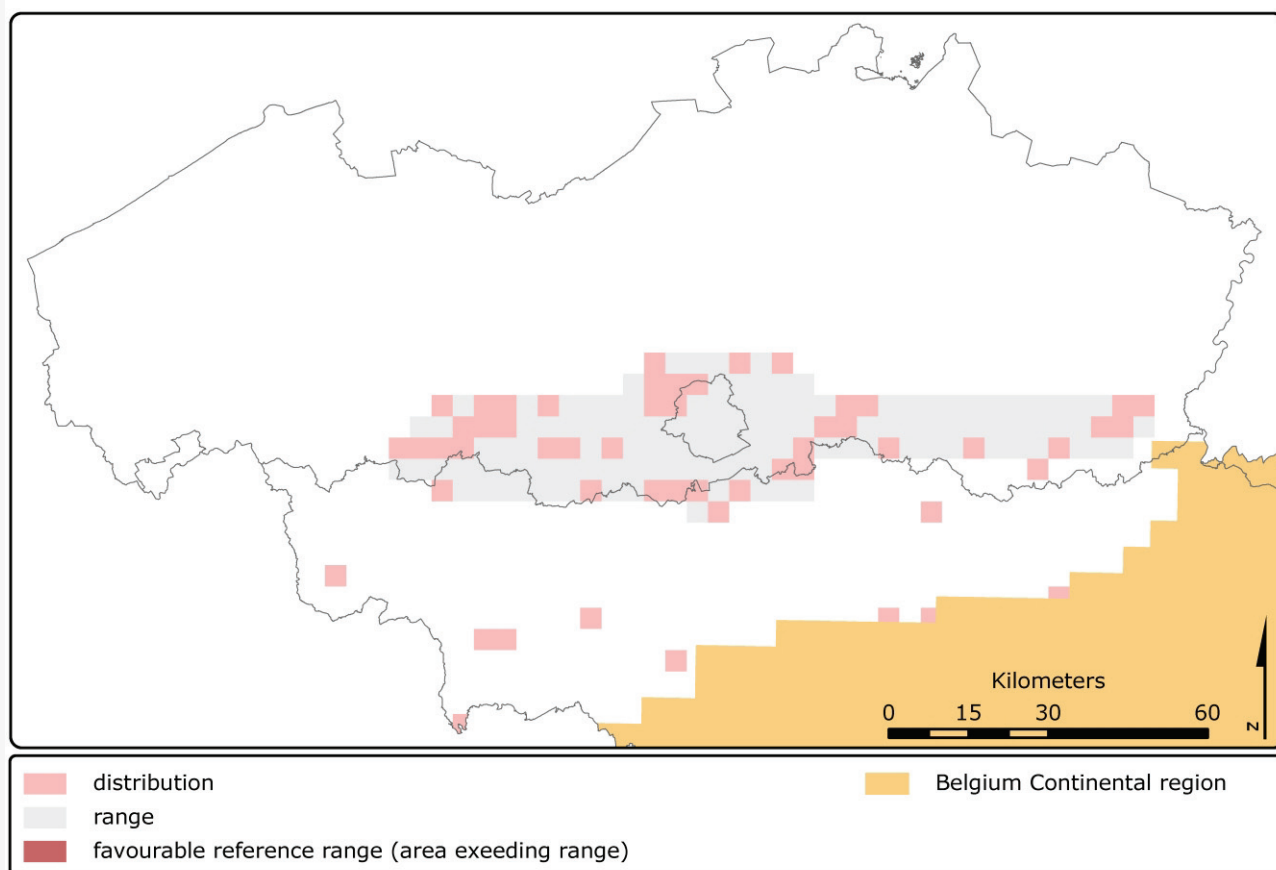 Kilometers
0 15 30 60
z
distribution
range
favourable reference range (area exeeding range)
Belgium Continental region